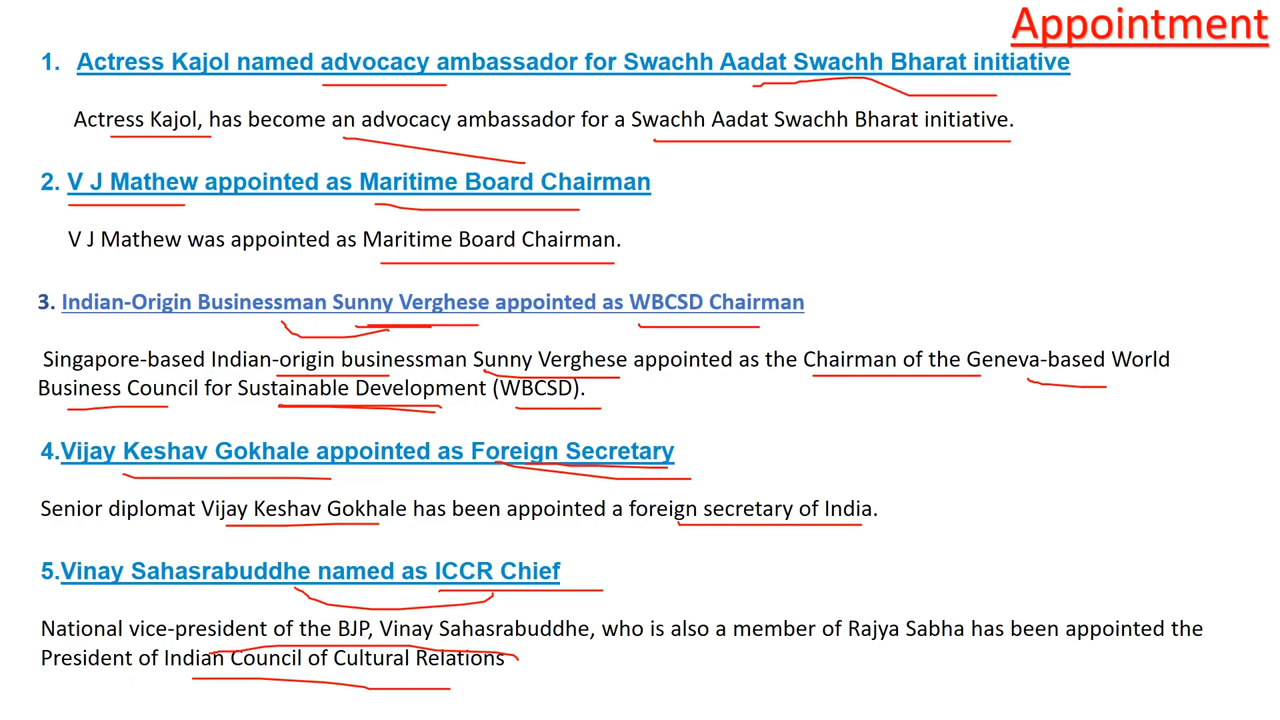 Appointment
1. Actress Kajol named advocacy ambassador for Swachh Aadat Swachh Bharat initiative
Actress Kajol, has become an advocacy ambassador for a Swachh Aadat Swachh Bharat initiative.
2. V J Mathew appointed as Maritime Board Chairman
V J Mathew was appointed as Maritime Board Chairman.
3. Indian-Origin Businessman Sunny Verghese appointed as WBCSD Chairman
Singapore-based Indian-origin businessman Sunny Verghese appointed as the Chairman of the Geneva-based World
Business Council for Sustainable Development (WBCSD).
4.Vijay Keshav Gokhale appointed as Foreign Secretary
Senior diplomat Vijay Keshav Gokhale has been appointed a foreign secretary of India.
5.Vinay Sahasrabuddhe named as ICCR Chief
National vice-president of the BJP, Vinay Sahasrabuddhe, who is also a member of Rajya Sabha has been appointed the
President of Indian Council of Cultural Relations